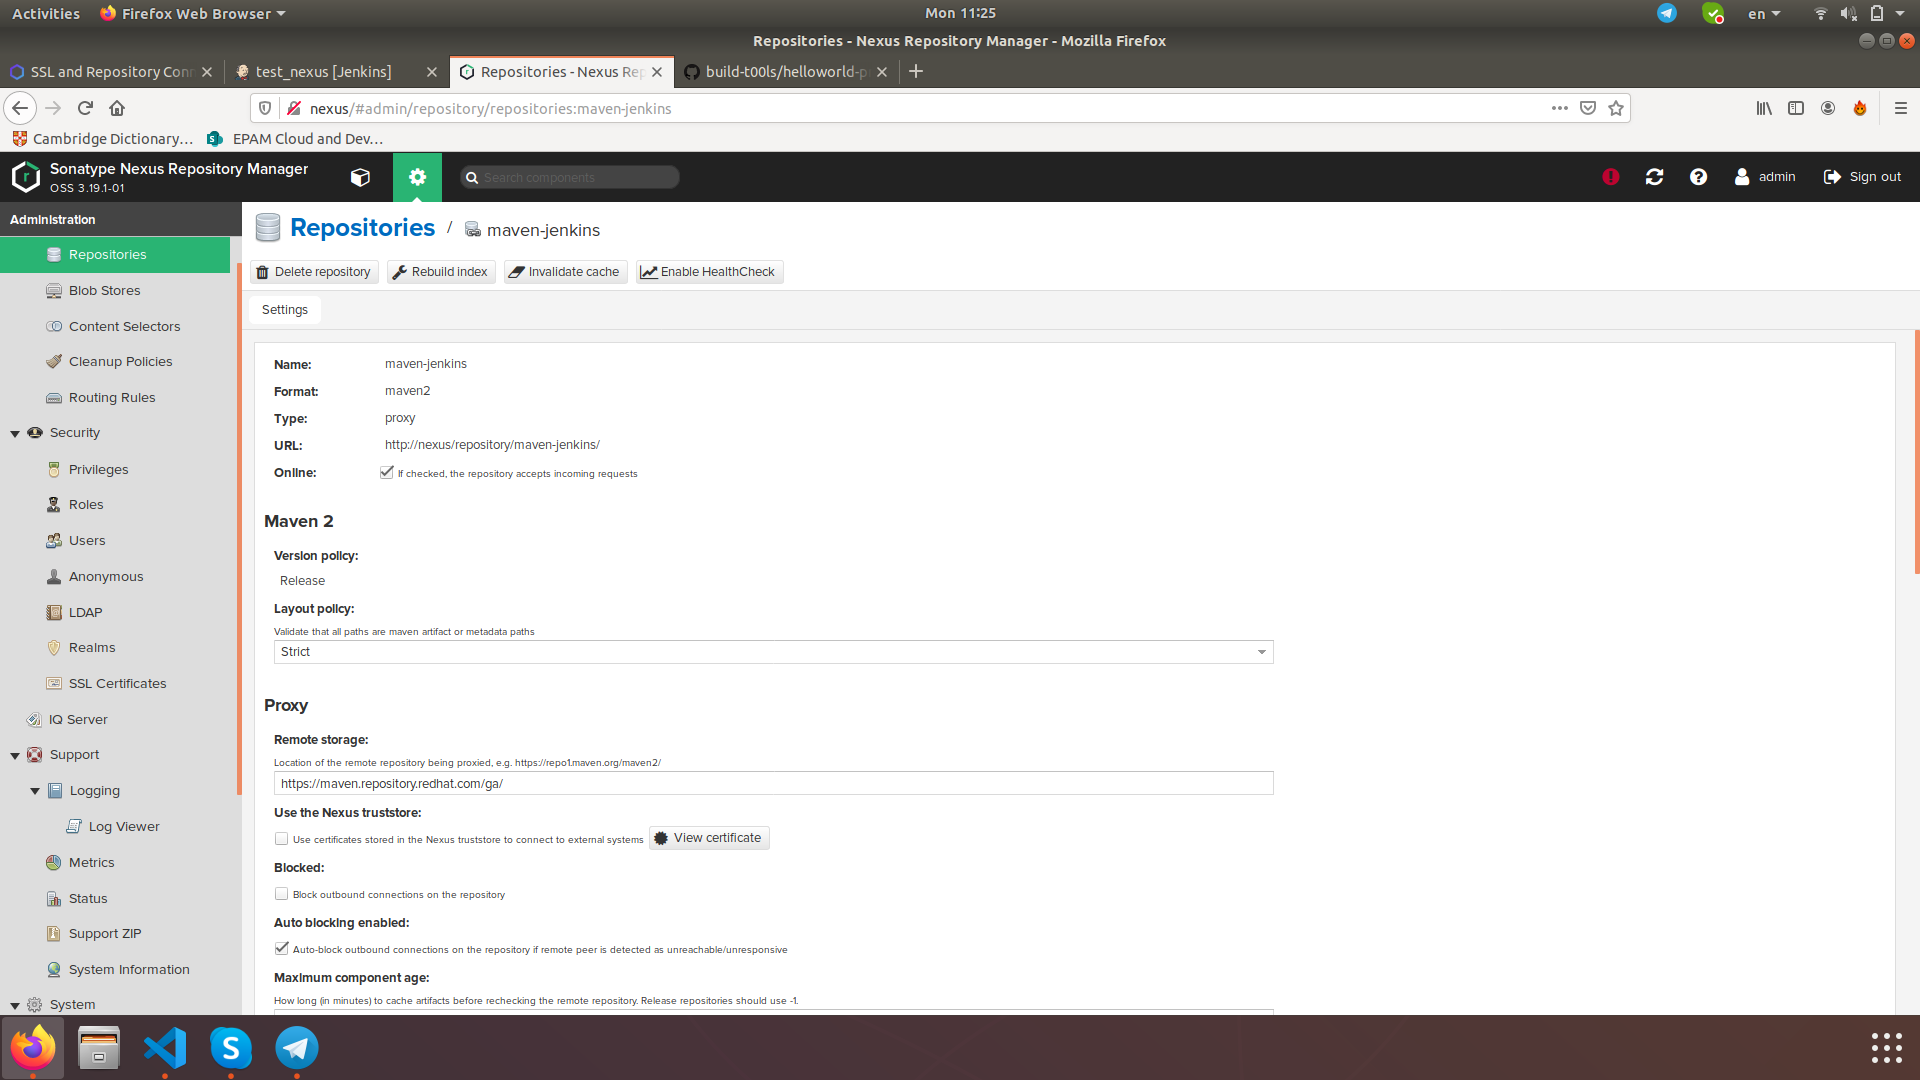 Activities Firefox Web Browser Mon 11:25 en
Repositories - Nexus Repository Manager - Mozilla Firefox
SSL and Repository Con test_nexus [Jenkins] Repositories - Nexus Re build-t00ls/helloworld-p
nexus/#admin/repository/repositories:maven-jenkins
Cambridge Dictionary... EPAM Cloud and Dev...
Sonatype Nexus Repository Manager
OSS 3.19.1-01
Search components
admin Sign out
Administration
Repositories
Blob Stores
Content Selectors
Cleanup Policies
Routing Rules
Security
Privileges
Roles
Users
Anonymous
LDAP
Realms
SSL Certificates
IQ Server
Support
Logging
Log Viewer
Metrics
Status
Support ZIP
System Information
System
Repositories / maven-jenkins
Delete repository Rebuild index Invalidate cache Enable HealthCheck
Settings
Name: maven-jenkins
Format: maven2
Type: proxy
URL: http://nexus/repository/maven-jenkins/
Online: If checked, the repository accepts incoming requests
Maven 2
Version policy:
Release
Layout policy:
Validate that all paths are maven artifact or metadata paths
Strict
Proxy
Remote storage:
Location of the remote repository being proxied, e.g. https://repo1.maven.org/maven2/
https://maven.repository.redhat.com/ga/
Use the Nexus truststore:
Use certificates stored in the Nexus truststore to connect to external systems View certificate
Blocked:
Block outbound connections on the repository
Auto blocking enabled:
Auto-block outbound connections on the repository if remote peer is detected as unreachable/unresponsive
Maximum component age:
How long (in minutes) to cache artifacts before rechecking the remote repository. Release repositories should use -1.